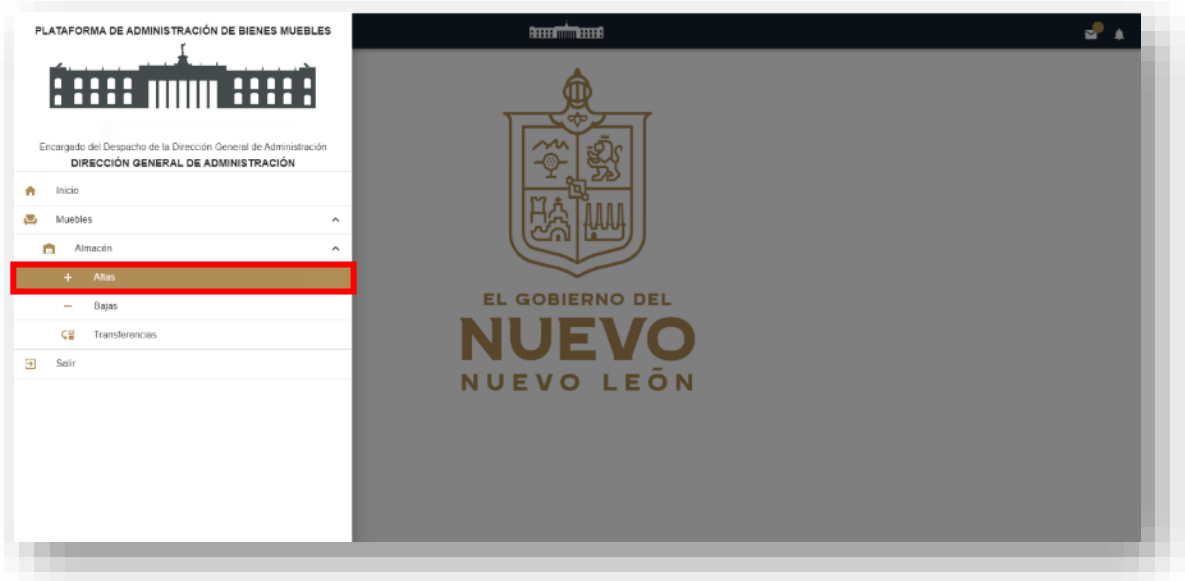 PLATAFORMA DE ADMINISTRACIÓN DE BIENES MUEBLES
Encargado del Despacho de la Dirección General de Administración
DIRECCIÓN GENERAL DE ADMINISTRACIÓN
Inicio
Muebles
Almacén
Altas
Bajas
Transferencias
Salir
EL GOBIERNO DEL
NUEVO
NUEVO LEÓN